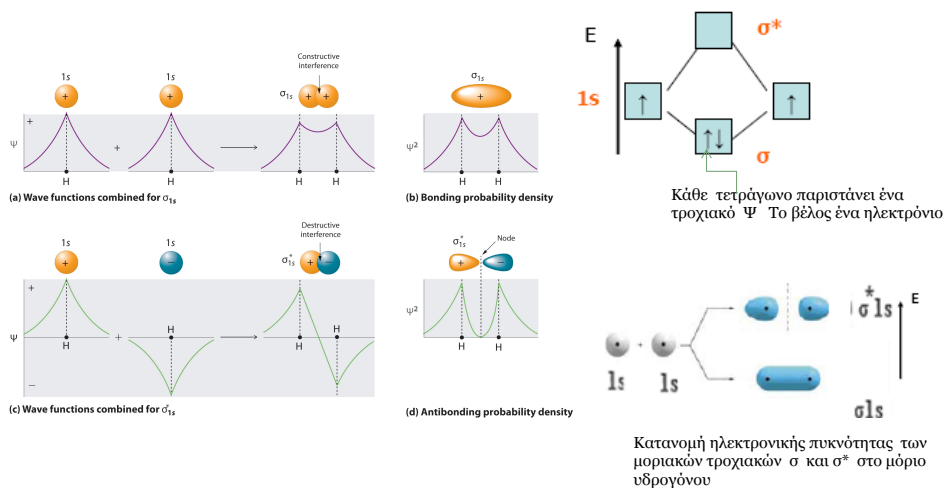 1s
1s
Constructive
interference
σ1s
+
+
+
+
+
Ψ
+
H
H
H
H
(a) Wave functions combined for σ1s
σ1s
+
Ψ2
H
H
(b) Bonding probability density
1s
1s
Destructive
interference
σ*1s
+
−
+
−
+
Ψ
+
−
H
H
H
H
(c) Wave functions combined for σ*1s
σ*1s
Node
+
−
Ψ2
H
H
(d) Antibonding probability density
E
σ*
1s
↑
↑
↑↓
σ
Κάθε τετράγωνο παριστάνει ένα
τροχιακό Ψ Το βέλος ένα ηλεκτρόνιο
σ*1s
E
+
1s
1s
σ1s
Κατανομή ηλεκτρονικής πυκνότητας των
μοριακών τροχιακών σ και σ* στο μόριο
υδρογόνου